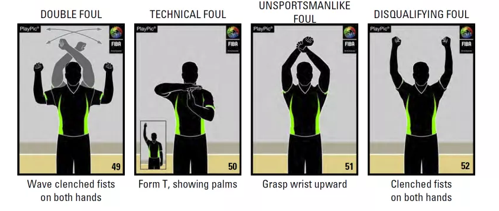 DOUBLE FOUL
TECHNICAL FOUL
UNSPORTSMANLIKE
FOUL
DISQUALIFYING FOUL
PlayPic®
FIBA
PlayPic®
FIBA
PlayPic®
FIBA
PlayPic®
FIBA
49
50
51
52
Wave clenched fists
on both hands
Form T, showing palms
Grasp wrist upward
Clenched fists
on both hands